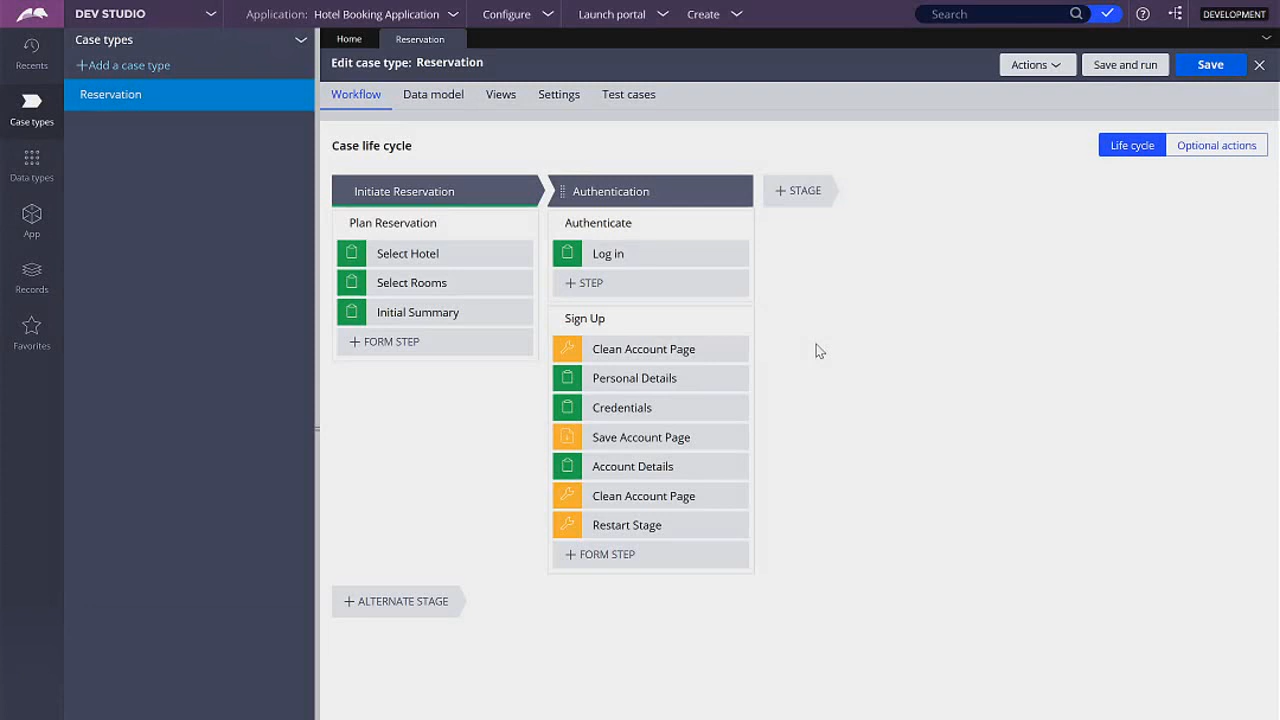 DEV STUDIO
Application: Hotel Booking Application
Configure
Launch portal
Create
Search
DEVELOPMENT
Recents
Case types
Data types
App
Records
Favorites
Case types
+Add a case type
Reservation
Home
Reservation
Edit case type: Reservation
Actions
Save and run
Save
Workflow
Data model
Views
Settings
Test cases
Case life cycle
Life cycle
Optional actions
Initiate Reservation
Authentication
+ STAGE
Plan Reservation
Select Hotel
Select Rooms
Initial Summary
+ FORM STEP
Authenticate
Log in
+ STEP
Sign Up
Clean Account Page
Personal Details
Credentials
Save Account Page
Account Details
Clean Account Page
Restart Stage
+ FORM STEP
+ ALTERNATE STAGE